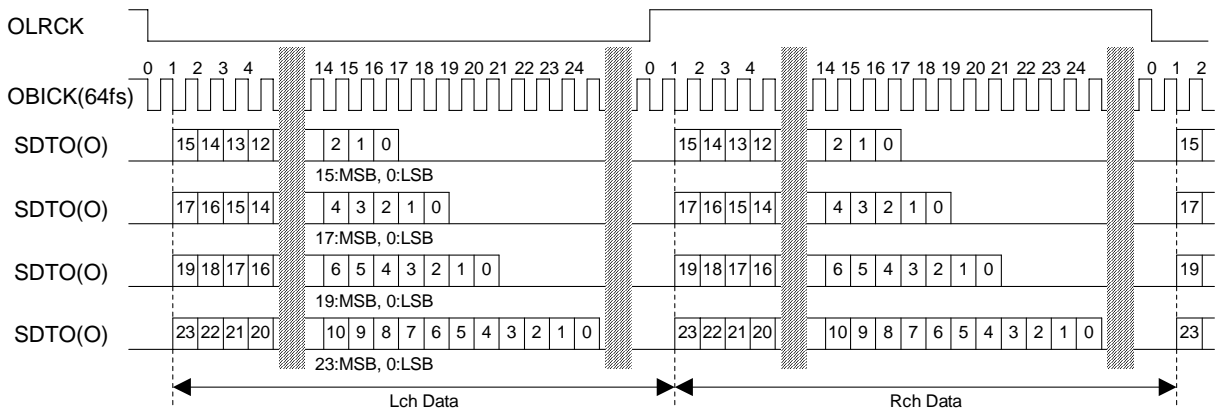 OLRCK
0 1 2 3 4 14 15 16 17 18 19 20 21 22 23 24 0 1 2 3 4 14 15 16 17 18 19 20 21 22 23 24 0 1 2
OBICK(64fs)
SDTO(O) 15 14 13 12 2 1 0 15 14 13 12 2 1 0 15
15:MSB, 0:LSB
SDTO(O) 17 16 15 14 4 3 2 1 0 17 16 15 14 4 3 2 1 0 17
17:MSB, 0:LSB
SDTO(O) 19 18 17 16 6 5 4 3 2 1 0 19 18 17 16 6 5 4 3 2 1 0 19
19:MSB, 0:LSB
SDTO(O) 23 22 21 20 10 9 8 7 6 5 4 3 2 1 0 23 22 21 20 10 9 8 7 6 5 4 3 2 1 0 23
23:MSB, 0:LSB
Lch Data Rch Data